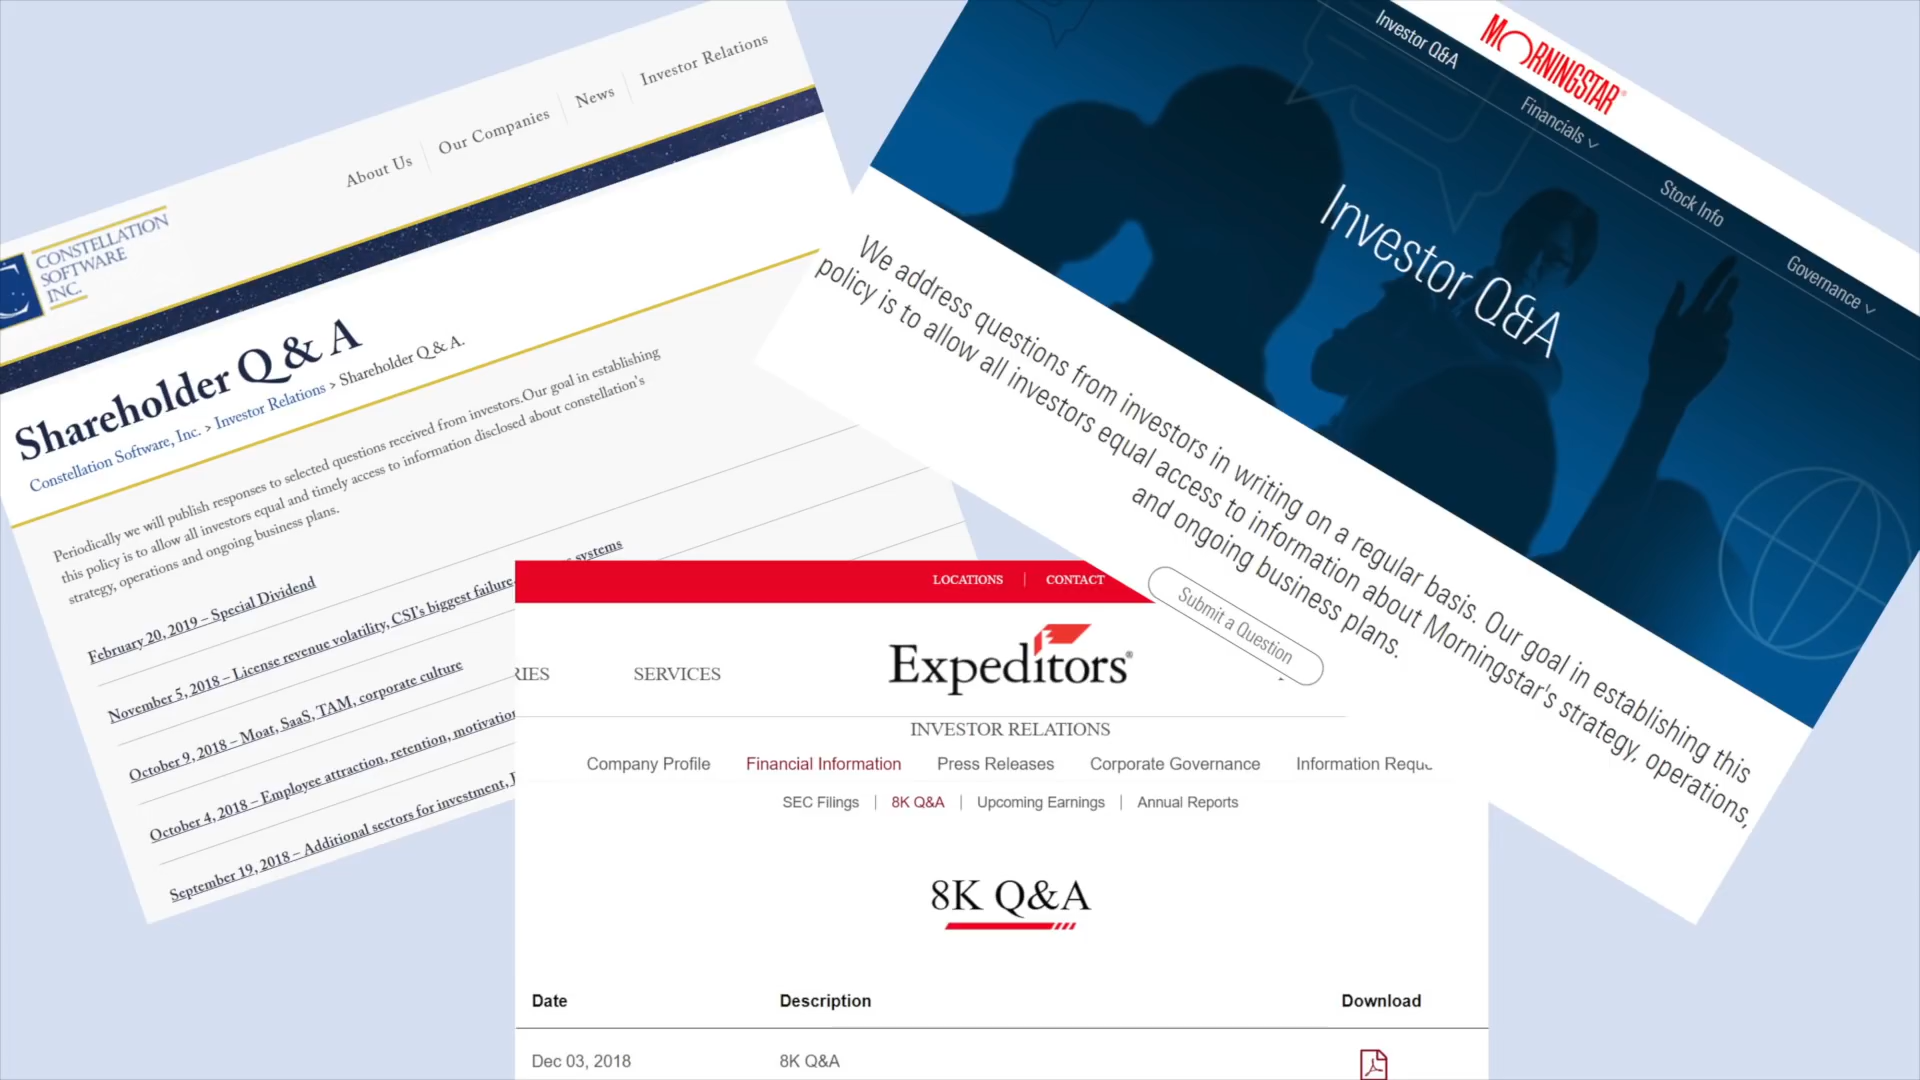 About Us
Our Companies
News
Investor Relations
CONSTELLATION
SOFTWARE
INC.
Shareholder Q & A
Constellation Software, Inc. > Investor Relations > Shareholder Q & A.
Periodically we will publish responses to selected questions received from investors.Our goal in establishing
this policy is to allow all investors equal and timely access to information disclosed about constellation's
strategy, operations and ongoing business plans.
February 20, 2019 – Special Dividend
November 5, 2018 – License revenue volatility, CSI's biggest failure systems
October 9, 2018 – Moat, SaaS, TAM, corporate culture
October 4, 2018 – Employee attraction, retention, motivation
September 19, 2018 – Additional sectors for investment,
MORNINGSTAR®
Investor Q&A
Financials
Stock Info
Governance
Investor Q&A
We address questions from investors in writing on a regular basis. Our goal in establishing this
policy is to allow all investors equal access to information about Morningstar's strategy, operations,
and ongoing business plans.
Submit a Question
LOCATIONS | CONTACT
RIES
SERVICES
Expeditors®
INVESTOR RELATIONS
Company Profile
Financial Information
Press Releases
Corporate Governance
Information Requ
SEC Filings | 8K Q&A | Upcoming Earnings | Annual Reports
8K Q&A
Date Description Download
Dec 03, 2018 8K Q&A